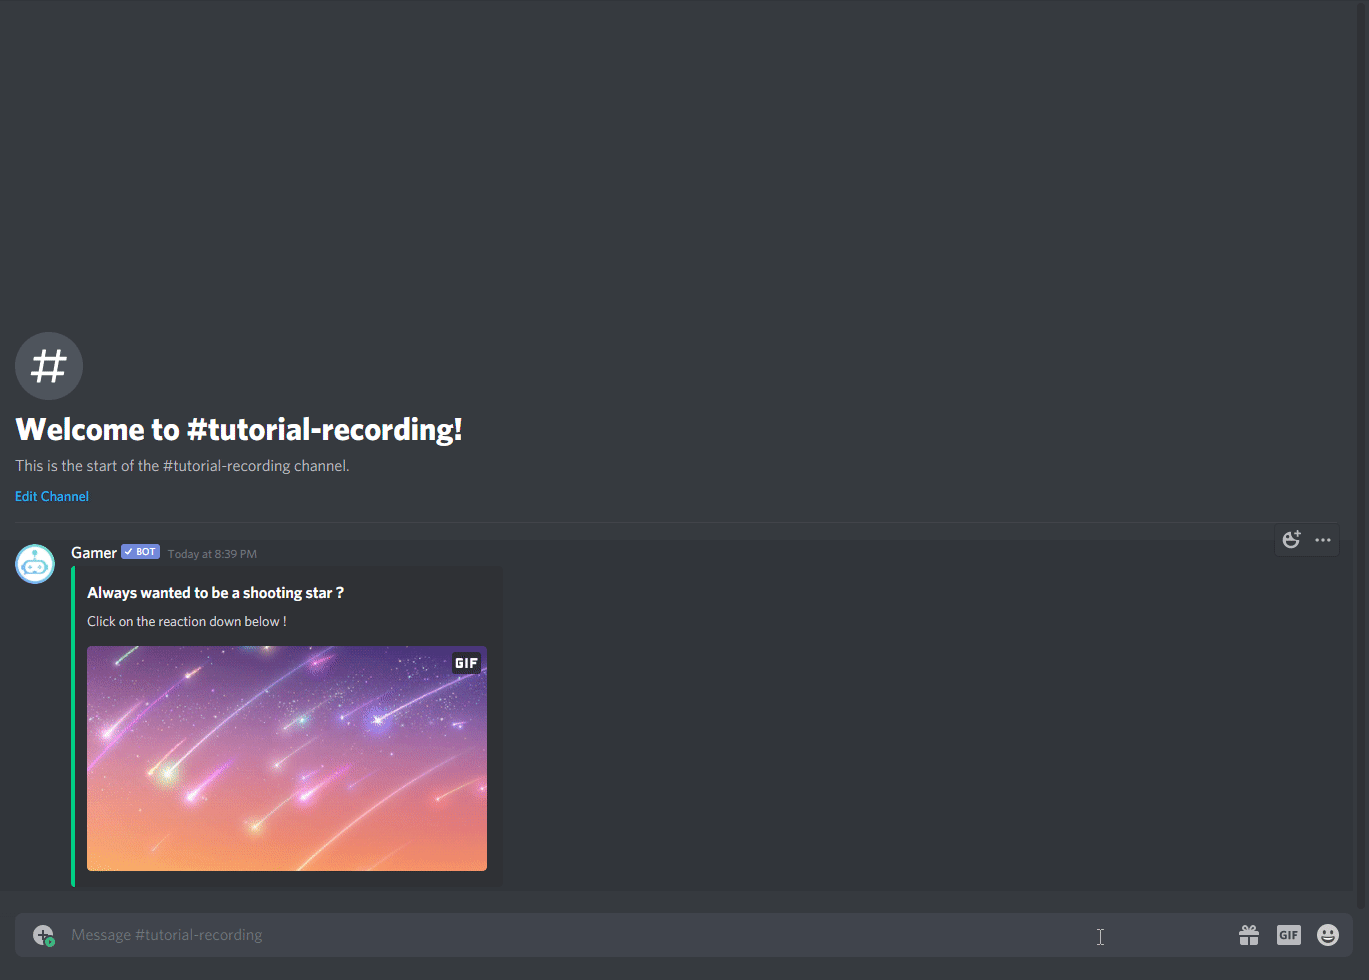 #
Welcome to #tutorial-recording!
This is the start of the #tutorial-recording channel.
Edit Channel
Gamer ✓ BOT Today at 8:39 PM
Always wanted to be a shooting star ?
Click on the reaction down below !
GIF
Message #tutorial-recording
GIF